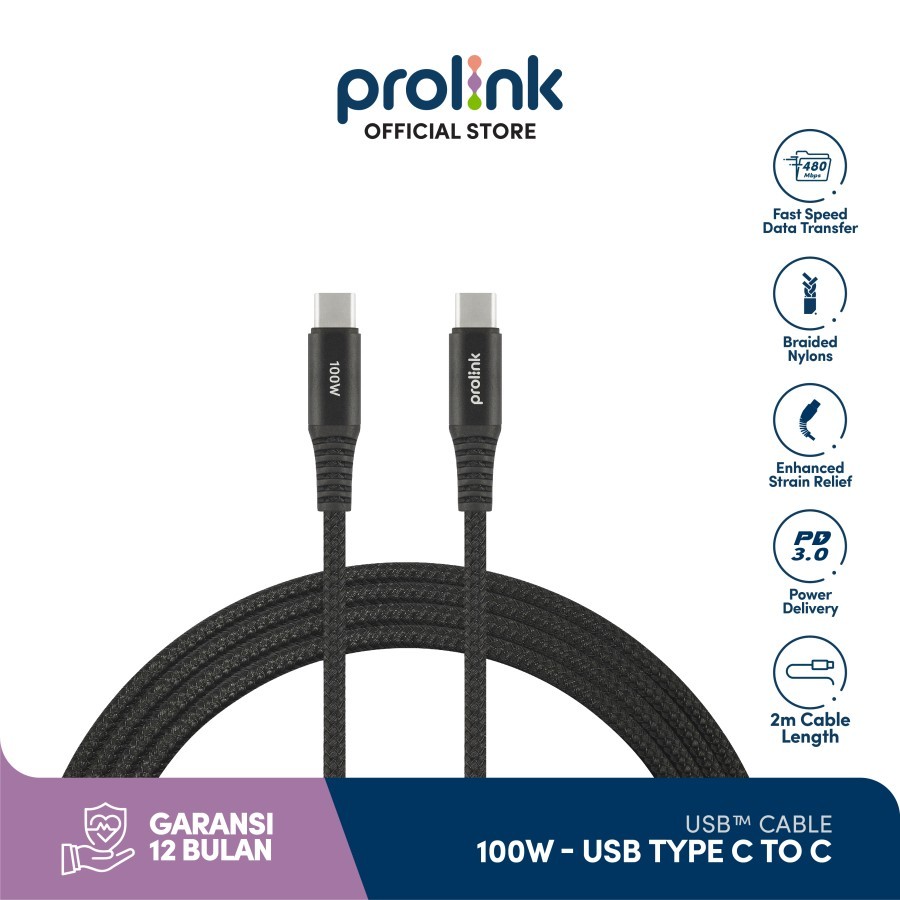 prolink
OFFICIAL STORE
480
Mbps
Fast Speed
Data Transfer
Braided
Nylons
Enhanced
Strain Relief
PD
3.0
Power
Delivery
2m Cable
Length
100W
prolink
GARANSI
12 BULAN
USB™ CABLE
100W - USB TYPE C TO C